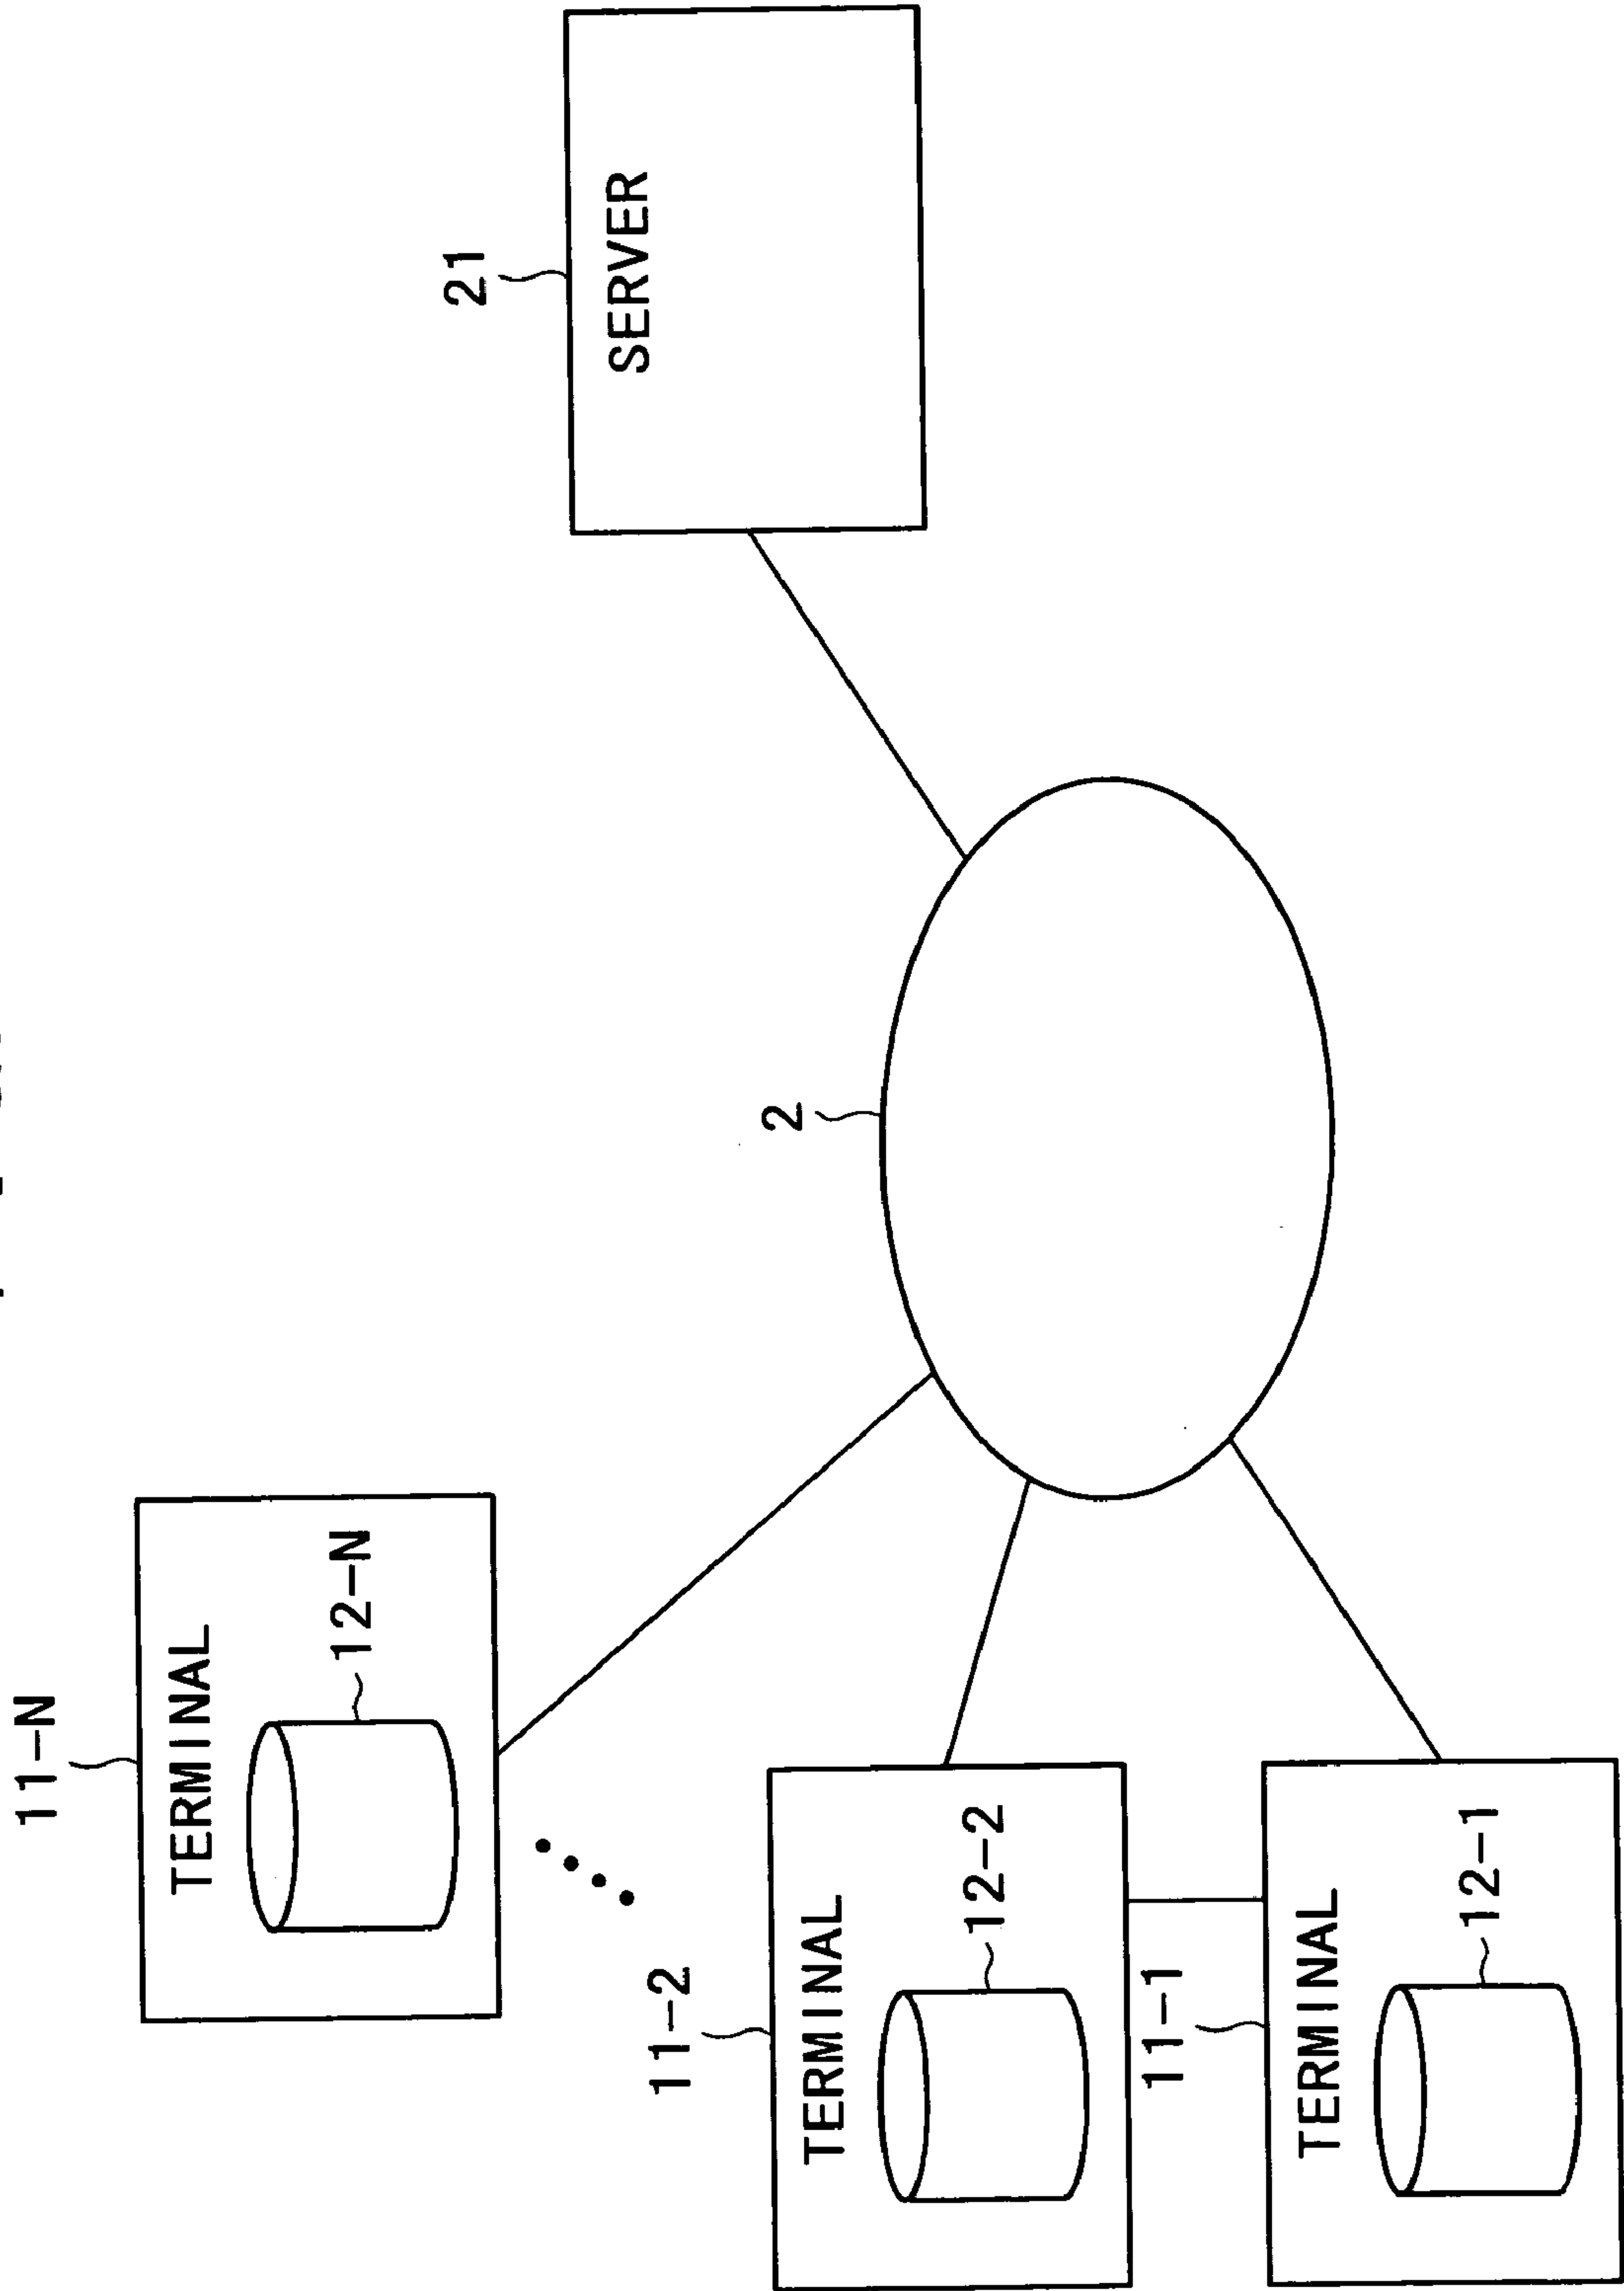 11-N
TERMINAL
12-N
11-2
TERMINAL
12-2
11-1
TERMINAL
12-1
2
21
SERVER